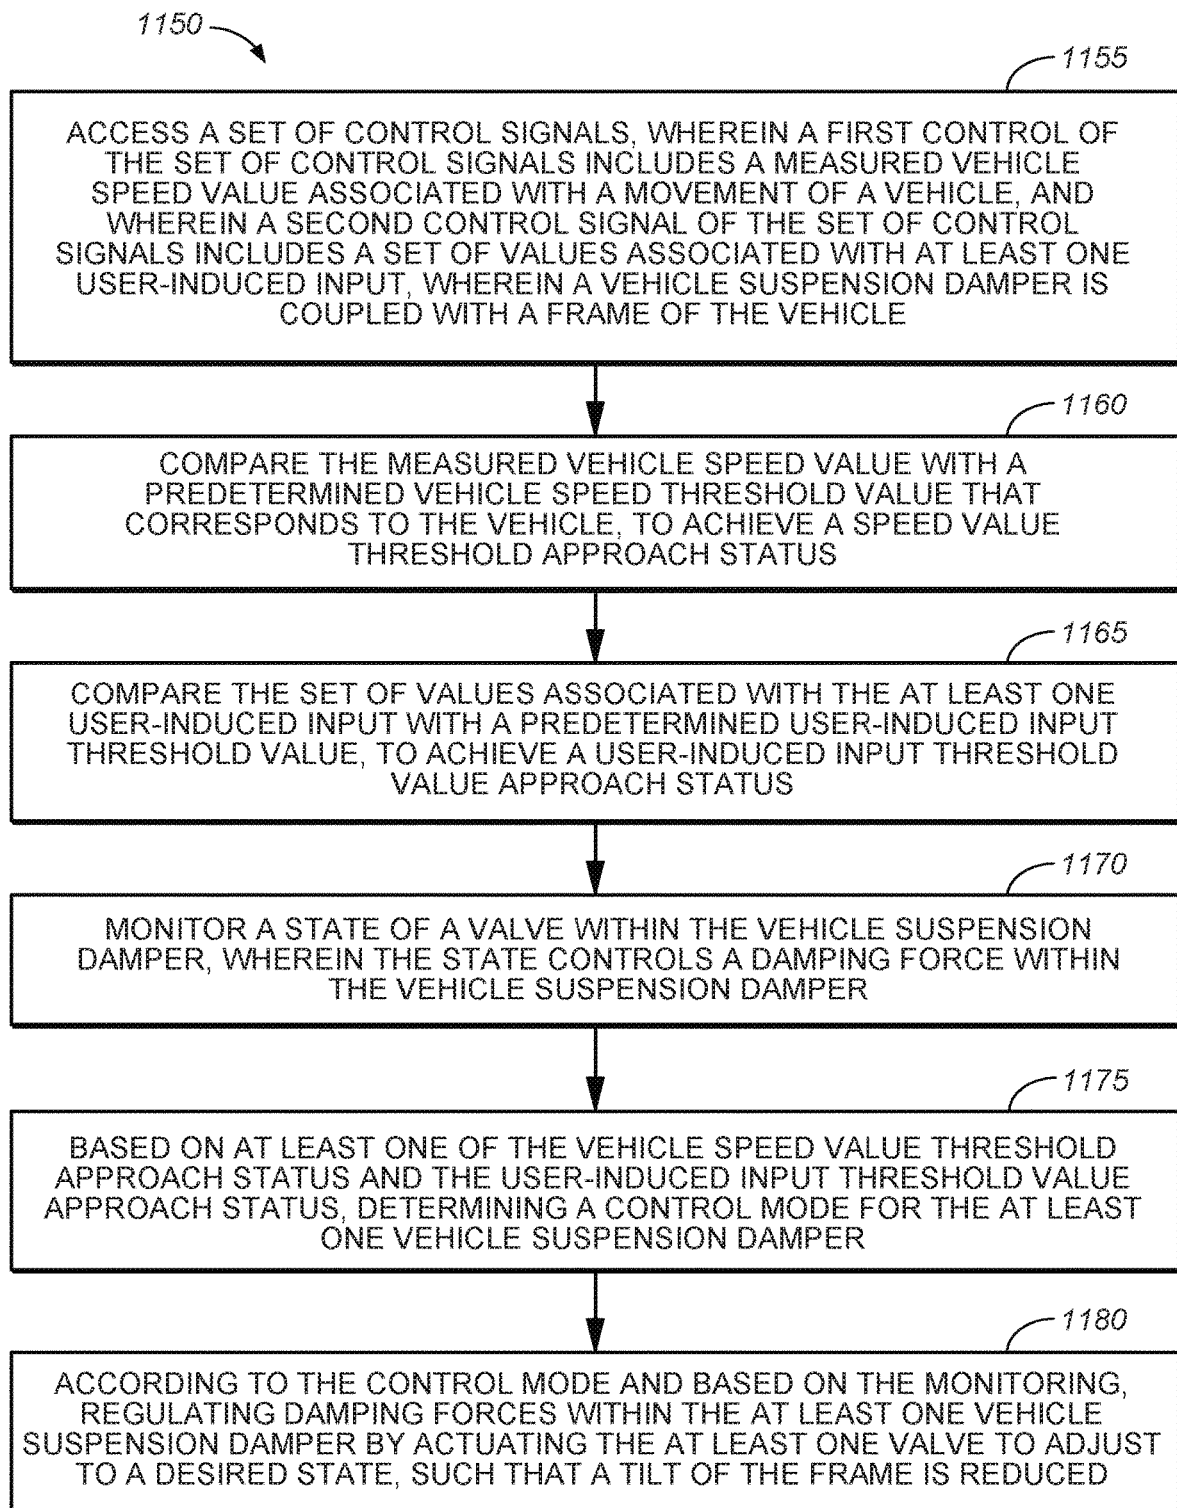 1150
1155
ACCESS A SET OF CONTROL SIGNALS, WHEREIN A FIRST CONTROL OF
THE SET OF CONTROL SIGNALS INCLUDES A MEASURED VEHICLE
SPEED VALUE ASSOCIATED WITH A MOVEMENT OF A VEHICLE, AND
WHEREIN A SECOND CONTROL SIGNAL OF THE SET OF CONTROL
SIGNALS INCLUDES A SET OF VALUES ASSOCIATED WITH AT LEAST ONE
USER-INDUCED INPUT, WHEREIN A VEHICLE SUSPENSION DAMPER IS
COUPLED WITH A FRAME OF THE VEHICLE
1160
COMPARE THE MEASURED VEHICLE SPEED VALUE WITH A
PREDETERMINED VEHICLE SPEED THRESHOLD VALUE THAT
CORRESPONDS TO THE VEHICLE, TO ACHIEVE A SPEED VALUE
THRESHOLD APPROACH STATUS
1165
COMPARE THE SET OF VALUES ASSOCIATED WITH THE AT LEAST ONE
USER-INDUCED INPUT WITH A PREDETERMINED USER-INDUCED INPUT
THRESHOLD VALUE, TO ACHIEVE A USER-INDUCED INPUT THRESHOLD
VALUE APPROACH STATUS
1170
MONITOR A STATE OF A VALVE WITHIN THE VEHICLE SUSPENSION
DAMPER, WHEREIN THE STATE CONTROLS A DAMPING FORCE WITHIN
THE VEHICLE SUSPENSION DAMPER
1175
BASED ON AT LEAST ONE OF THE VEHICLE SPEED VALUE THRESHOLD
APPROACH STATUS AND THE USER-INDUCED INPUT THRESHOLD VALUE
APPROACH STATUS, DETERMINING A CONTROL MODE FOR THE AT LEAST
ONE VEHICLE SUSPENSION DAMPER
1180
ACCORDING TO THE CONTROL MODE AND BASED ON THE MONITORING,
REGULATING DAMPING FORCES WITHIN THE AT LEAST ONE VEHICLE
SUSPENSION DAMPER BY ACTUATING THE AT LEAST ONE VALVE TO ADJUST
TO A DESIRED STATE, SUCH THAT A TILT OF THE FRAME IS REDUCED